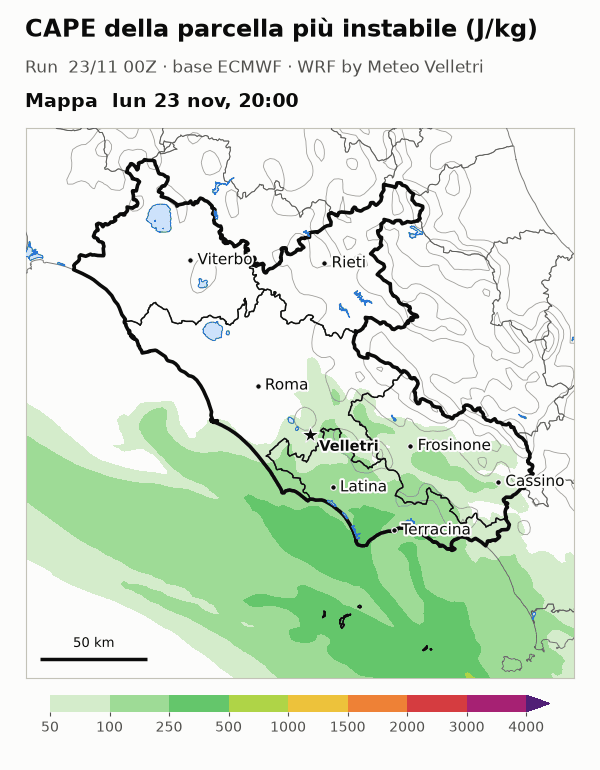 CAPE della parcella più instabile (J/kg)
Run  23/11 00Z · base ECMWF · WRF by Meteo Velletri
Mappa  lun 23 nov, 20:00
Viterbo
Rieti
Roma
Velletri
Frosinone
Latina
Cassino
Terracina
50 km
50 100 250 500 1000 1500 2000 3000 4000